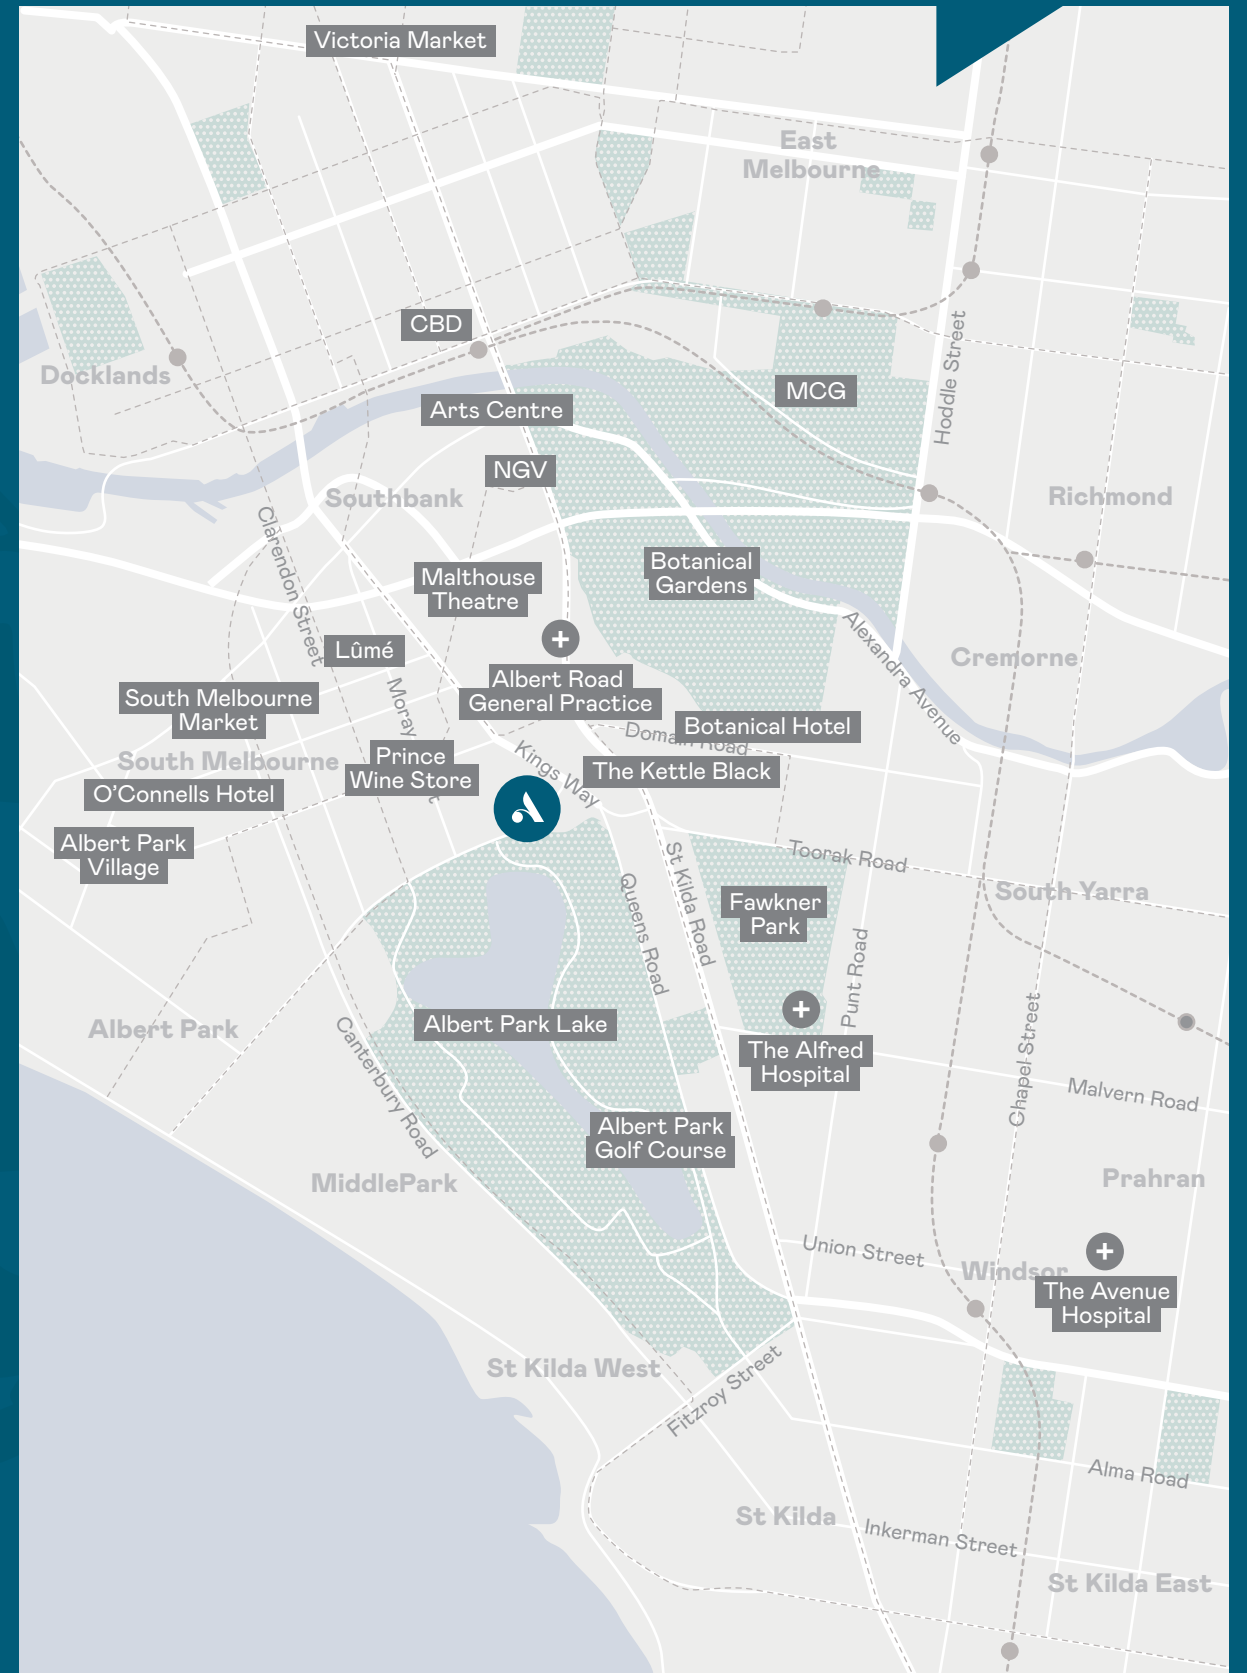 Victoria Market
East
Melbourne
CBD
Docklands
Hoddle Street
MCG
Arts Centre
NGV
Southbank
Richmond
Clarendon Street
Botanical
Gardens
Malthouse
Theatre
Alexandra Avenue
Lûmé
Cremorne
Albert Road
General Practice
South Melbourne
Market
Moray
Botanical Hotel
Domain Road
South Melbourne
Prince
Wine Store
Kings Way
The Kettle Black
O'Connells Hotel
Albert Park
Village
Toorak Road
St Kilda Road
Queens Road
Fawkner
Park
South Yarra
Punt Road
Albert Park
Albert Park Lake
Canterbury Road
The Alfred
Hospital
Chapel Street
Malvern Road
Albert Park
Golf Course
MiddlePark
Prahran
Union Street
Windsor
The Avenue
Hospital
St Kilda West
Fitzroy Street
Alma Road
St Kilda
Inkerman Street
St Kilda East